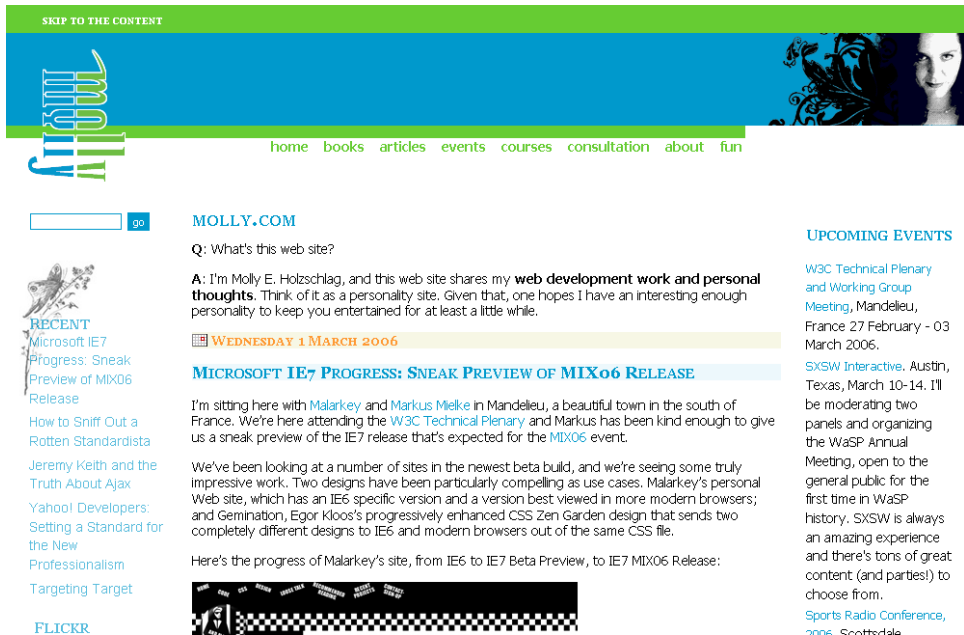 SKIP TO THE CONTENT
molly
home books articles events courses consultation about fun
go
RECENT
Microsoft IE7
Progress: Sneak
Preview of MIX06
Release
How to Sniff Out a
Rotten Standardista
Jeremy Keith and the
Truth About Ajax
Yahoo! Developers:
Setting a Standard for
the New
Professionalism
Targeting Target
FLICKR
MOLLY.COM
Q: What's this web site?
A: I'm Molly E. Holzschlag, and this web site shares my web development work and personal
thoughts. Think of it as a personality site. Given that, one hopes I have an interesting enough
personality to keep you entertained for at least a little while.
WEDNESDAY 1 MARCH 2006
MICROSOFT IE7 PROGRESS: SNEAK PREVIEW OF MIX06 RELEASE
I'm sitting here with Malarkey and Markus Mielke in Mandelieu, a beautiful town in the south of
France. We're here attending the W3C Technical Plenary and Markus has been kind enough to give
us a sneak preview of the IE7 release that's expected for the MIX06 event.
We've been looking at a number of sites in the newest beta build, and we're seeing some truly
impressive work. Two designs have been particularly compelling as use cases. Malarkey's personal
Web site, which has an IE6 specific version and a version best viewed in more modern browsers;
and Gemination, Egor Kloos's progressively enhanced CSS Zen Garden design that sends two
completely different designs to IE6 and modern browsers out of the same CSS file.
Here's the progress of Malarkey's site, from IE6 to IE7 Beta Preview, to IE7 MIX06 Release:
HOME CODE CSS DESIGN LOOSE TALK RECOMMENDED READING RECENT PROJECTS CONTACT: SIGN-UP
UPCOMING EVENTS
W3C Technical Plenary
and Working Group
Meeting, Mandelieu,
France 27 February - 03
March 2006.
SXSW Interactive. Austin,
Texas, March 10-14. I'll
be moderating two
panels and organizing
the WaSP Annual
Meeting, open to the
general public for the
first time in WaSP
history. SXSW is always
an amazing experience
and there's tons of great
content (and parties!) to
choose from.
Sports Radio Conference,
2006. Scottsdale